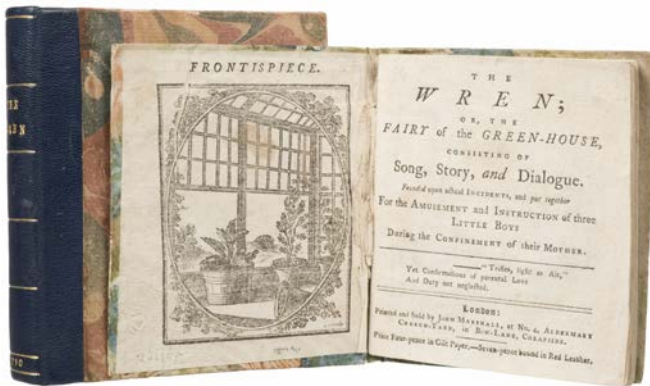 THE
WREN
1790
FRONTISPIECE.
THE
WREN;
OR, THE
FAIRY of the GREEN-HOUSE,
CONSISTING OF
Song, Story, and Dialogue.
Founded upon actual INCIDENTS, and put together
For the AMUSEMENT and INSTRUCTION of three
LITTLE BOYS
During the CONFINEMENT of their MOTHER.
"Trifles, light as Air,"
Yet Confirmations of parental Love
And Duty not neglected.
London:
Printed and Sold by JOHN MARSHALL, at No. 4, ALDERMARY
CHURCH-YARD, in BOW-LANE, CHEAPSIDE.
Price Four-pence in Gilt Paper,—Seven-pence bound in Red Leather.